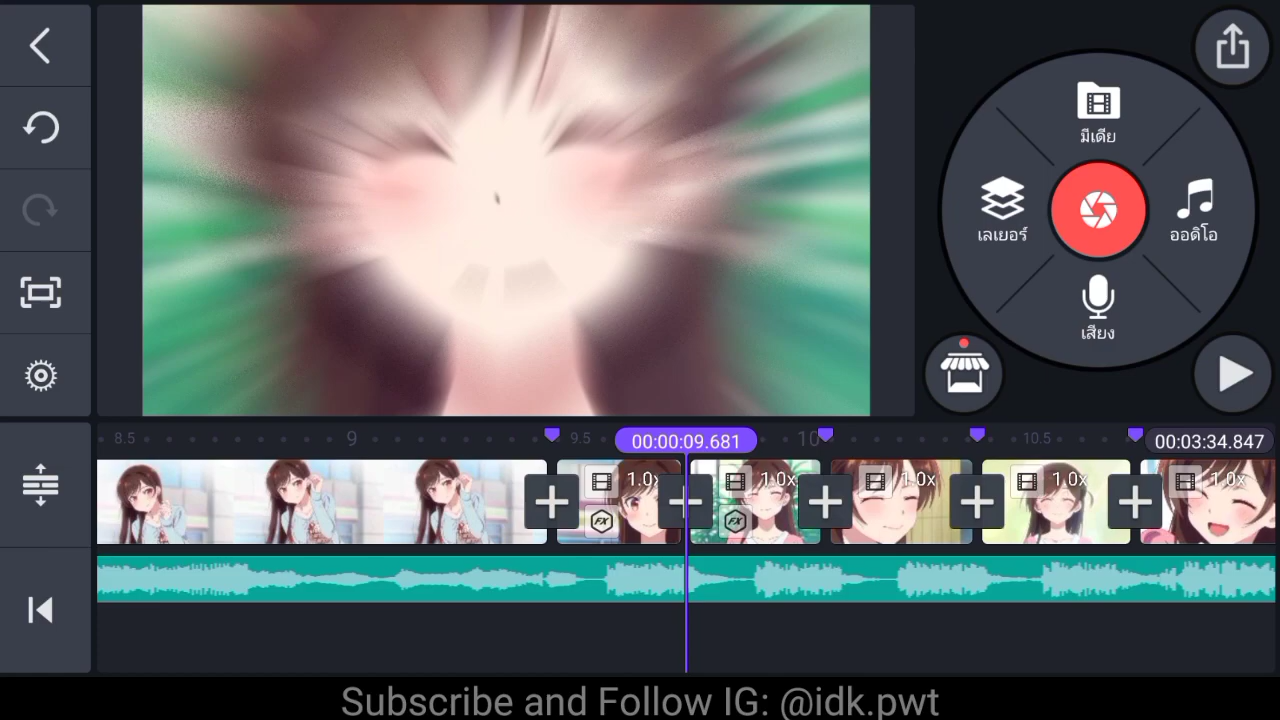 มีเดีย
เลเยอร์
ออดิโอ
เสียง
8.5 9 9.5 00:00:09.681 10 10.5 00:03:34.847
1.0x 1.0x 1.0x 1.0x 1.0x
FX FX
Subscribe and Follow IG: @idk.pwt